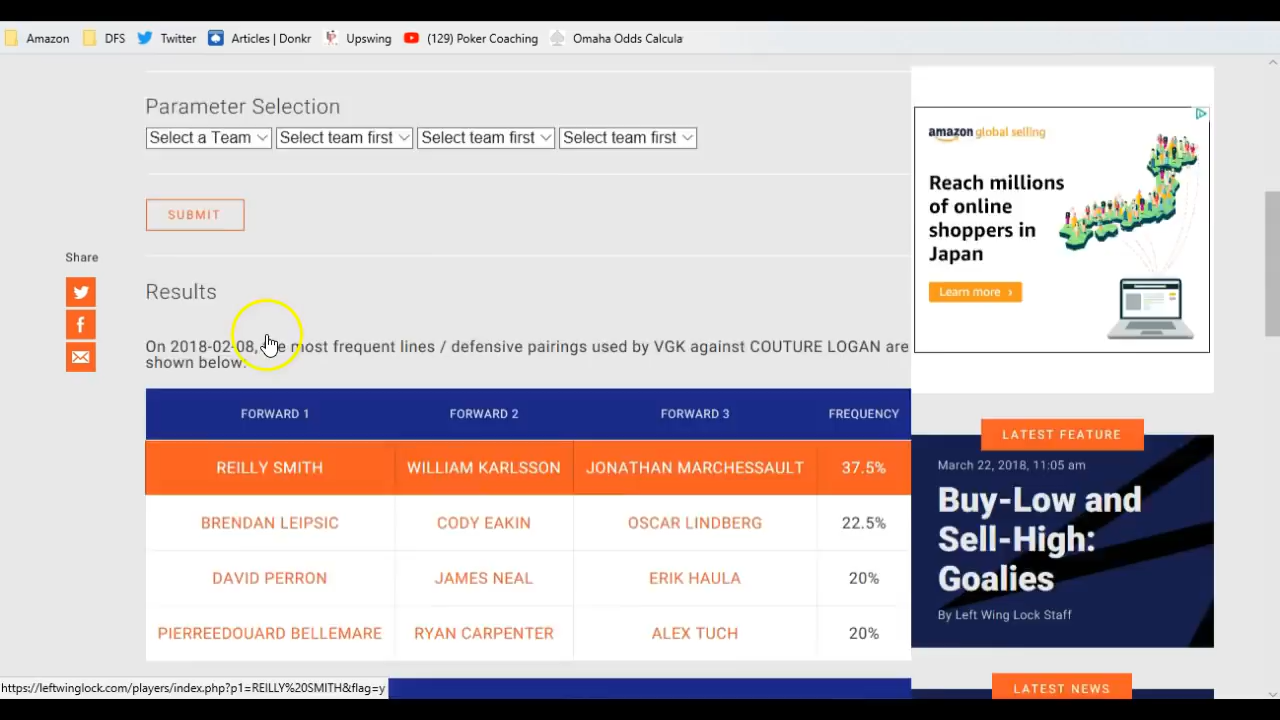 Amazon DFS Twitter Articles | Donkr Upswing (129) Poker Coaching Omaha Odds Calcula
Parameter Selection
Select a Team Select team first Select team first Select team first
SUBMIT
Share
Results
On 2018-02-08, the most frequent lines / defensive pairings used by VGK against COUTURE LOGAN are
shown below:
FORWARD 1 FORWARD 2 FORWARD 3 FREQUENCY
REILLY SMITH WILLIAM KARLSSON JONATHAN MARCHESSAULT 37.5%
BRENDAN LEIPSIC CODY EAKIN OSCAR LINDBERG 22.5%
DAVID PERRON JAMES NEAL ERIK HAULA 20%
PIERREEDOUARD BELLEMARE RYAN CARPENTER ALEX TUCH 20%
amazon global selling
Reach millions
of online
shoppers in
Japan
Learn more ›
LATEST FEATURE
March 22, 2018, 11:05 am
Buy-Low and
Sell-High:
Goalies
By Left Wing Lock Staff
LATEST NEWS
https://leftwinglock.com/players/index.php?p1=REILLY%20SMITH&flag=y